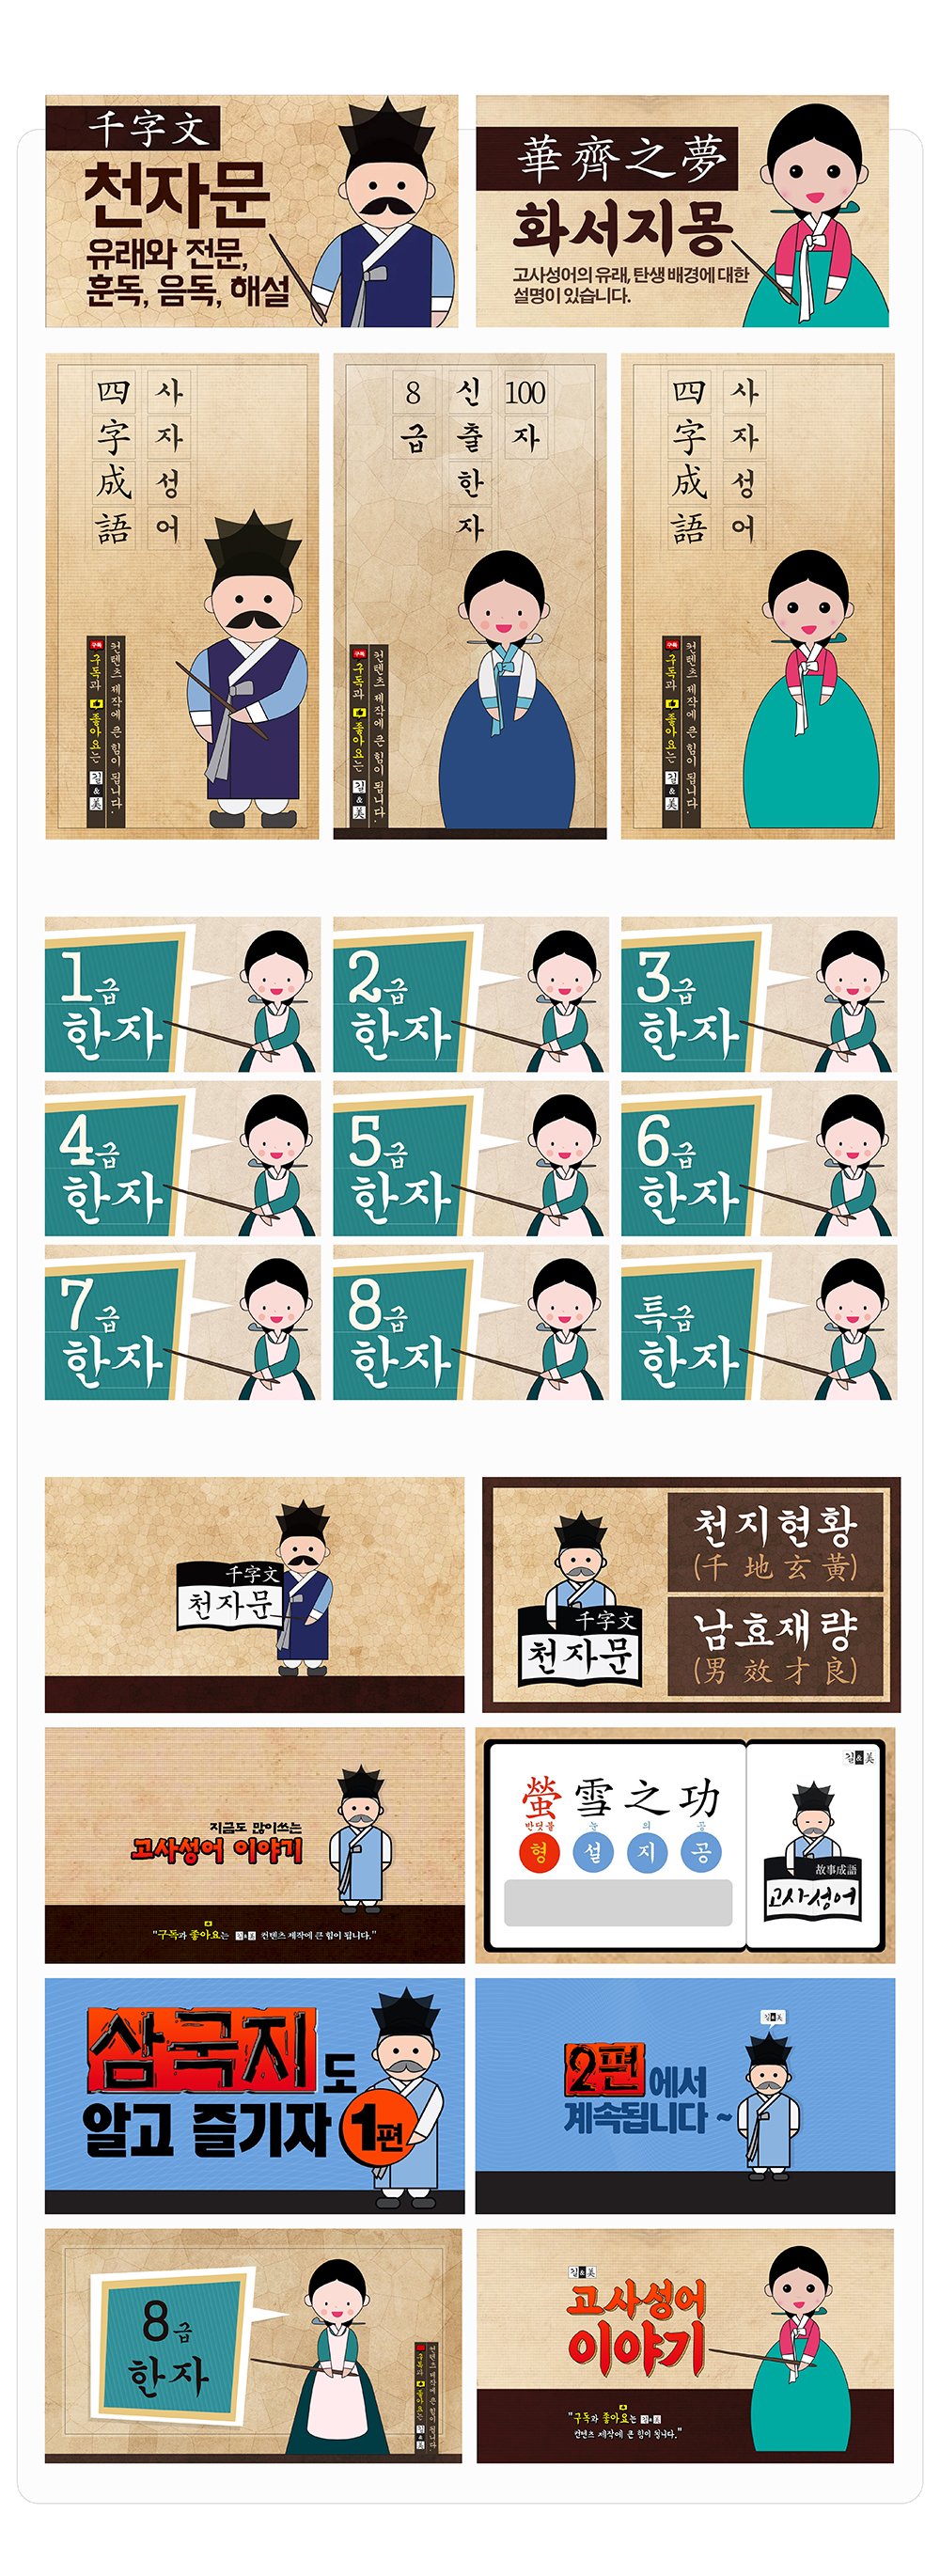 千字文
천자문
유래와 전문,
훈독, 음독, 해설
華齊之夢
화서지몽
고사성어의 유래, 탄생 배경에 대한
설명이 있습니다.
四字成語
사자성어
구독 구독과 좋아요는 길&美
컨텐츠 제작에 큰 힘이 됩니다.
8급
신출한자
100자
구독 구독과 좋아요는 길&美
컨텐츠 제작에 큰 힘이 됩니다.
四字成語
사자성어
구독 구독과 좋아요는 길&美
컨텐츠 제작에 큰 힘이 됩니다.
1급
한자
2급
한자
3급
한자
4급
한자
5급
한자
6급
한자
7급
한자
8급
한자
특급
한자
千字文
천자문
千字文
천자문
천지현황
(千 地 玄 黃)
남효재량
(男 效 才 良)
지금도 많이쓰는
고사성어 이야기
"구독과 좋아요는 길&美 컨텐츠 제작에 큰 힘이 됩니다."
길&美
螢雪之功
반딧불 눈 의 공
형 설 지 공
故事成語
고사성어
삼국지도
알고 즐기자 1편
길&美
2편에서
계속됩니다 ~
8급
한자
구독과 좋아요는 길&美
컨텐츠 제작에 큰 힘이 됩니다.
길&美
고사성어
이야기
"구독과 좋아요는 길&美
컨텐츠 제작에 큰 힘이 됩니다."